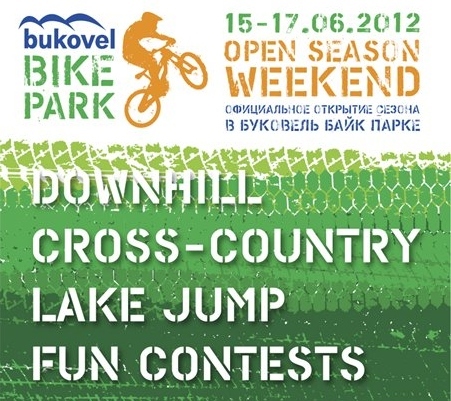 bukovel
BIKE
PARK
15-17.06.2012
OPEN SEASON
WEEKEND
ОФИЦИАЛЬНОЕ ОТКРЫТИЕ СЕЗОНА
В БУКОВЕЛЬ БАЙК ПАРКЕ
DOWNHILL
CROSS-COUNTRY
LAKE JUMP
FUN CONTESTS